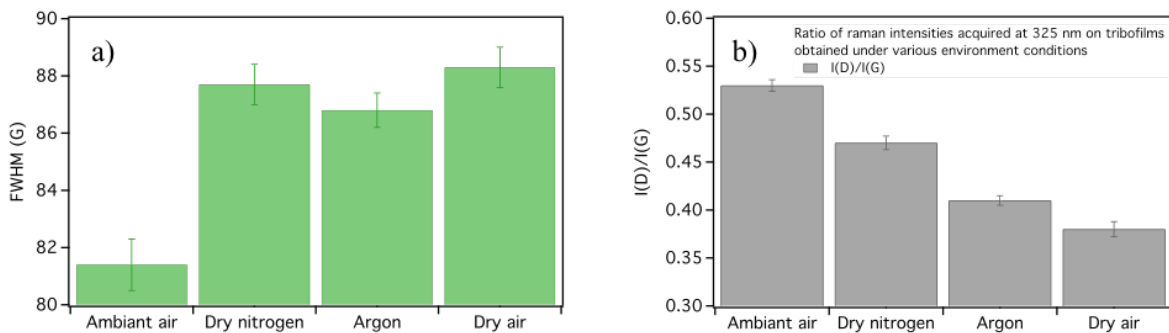 90
88
86
84
82
80
FWHM (G)
a)
Ambiant air
Dry nitrogen
Argon
Dry air
0.60
0.55
0.50
0.45
0.40
0.35
0.30
I(D)/I(G)
b)
Ratio of raman intensities acquired at 325 nm on tribofilms
obtained under various environment conditions
I(D)/I(G)
Ambiant air
Dry nitrogen
Argon
Dry air